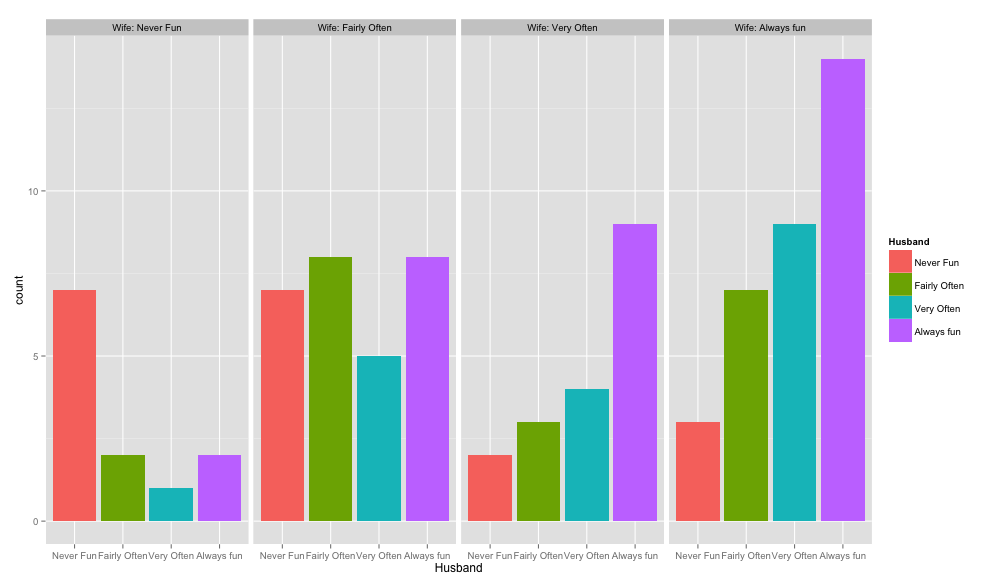 Wife: Never Fun
Wife: Fairly Often
Wife: Very Often
Wife: Always fun
10
5
0
count
Never Fun Fairly Often Very Often Always fun
Never Fun Fairly Often Very Often Always fun
Never Fun Fairly Often Very Often Always fun
Never Fun Fairly Often Very Often Always fun
Husband
Husband
Never Fun
Fairly Often
Very Often
Always fun